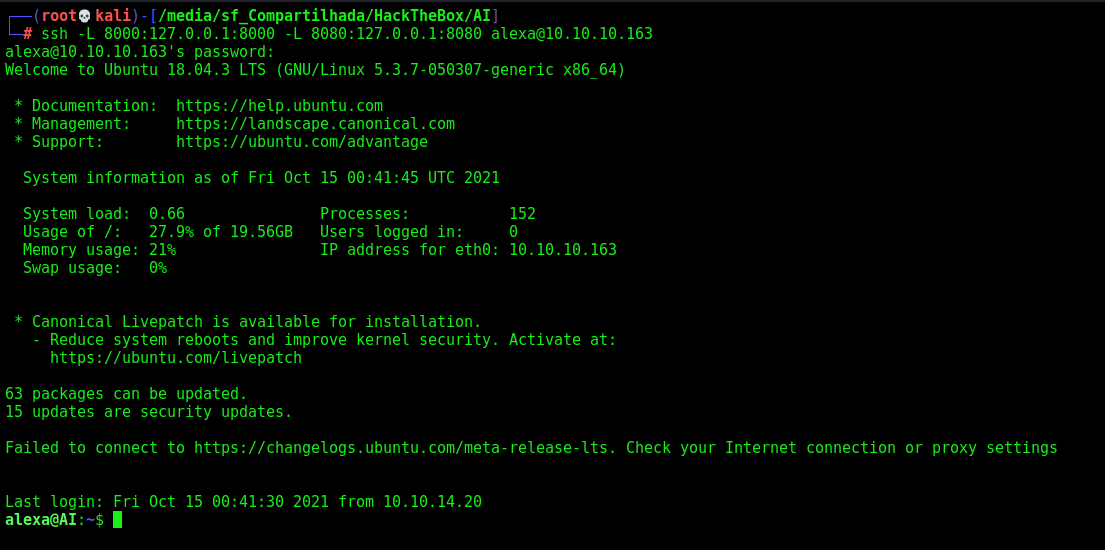 ┌──(root💀kali)-[/media/sf_Compartilhada/HackTheBox/AI]
└─# ssh -L 8000:127.0.0.1:8000 -L 8080:127.0.0.1:8080 alexa@10.10.10.163
alexa@10.10.10.163's password:
Welcome to Ubuntu 18.04.3 LTS (GNU/Linux 5.3.7-050307-generic x86_64)

 * Documentation:  https://help.ubuntu.com
 * Management:     https://landscape.canonical.com
 * Support:        https://ubuntu.com/advantage

  System information as of Fri Oct 15 00:41:45 UTC 2021

  System load:  0.66               Processes:            152
  Usage of /:   27.9% of 19.56GB   Users logged in:      0
  Memory usage: 21%                IP address for eth0: 10.10.10.163
  Swap usage:   0%

 * Canonical Livepatch is available for installation.
   - Reduce system reboots and improve kernel security. Activate at:
     https://ubuntu.com/livepatch

63 packages can be updated.
15 updates are security updates.

Failed to connect to https://changelogs.ubuntu.com/meta-release-lts. Check your Internet connection or proxy settings

Last login: Fri Oct 15 00:41:30 2021 from 10.10.14.20
alexa@AI:~$